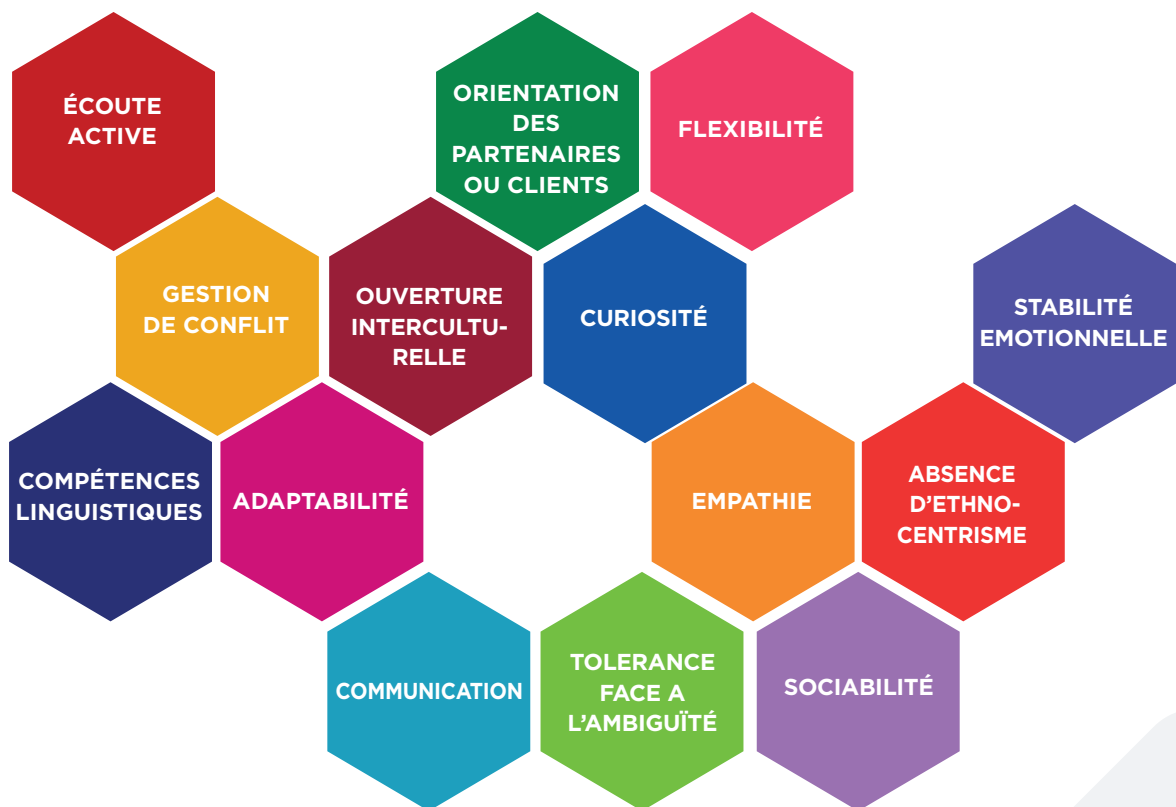 ÉCOUTE
ACTIVE
ORIENTATION
DES
PARTENAIRES
OU CLIENTS
FLEXIBILITÉ
GESTION
DE CONFLIT
OUVERTURE
INTERCULTU-
RELLE
CURIOSITÉ
STABILITÉ
EMOTIONNELLE
COMPÉTENCES
LINGUISTIQUES
ADAPTABILITÉ
EMPATHIE
ABSENCE
D'ETHNO-
CENTRISME
COMMUNICATION
TOLERANCE
FACE A
L'AMBIGUÏTÉ
SOCIABILITÉ